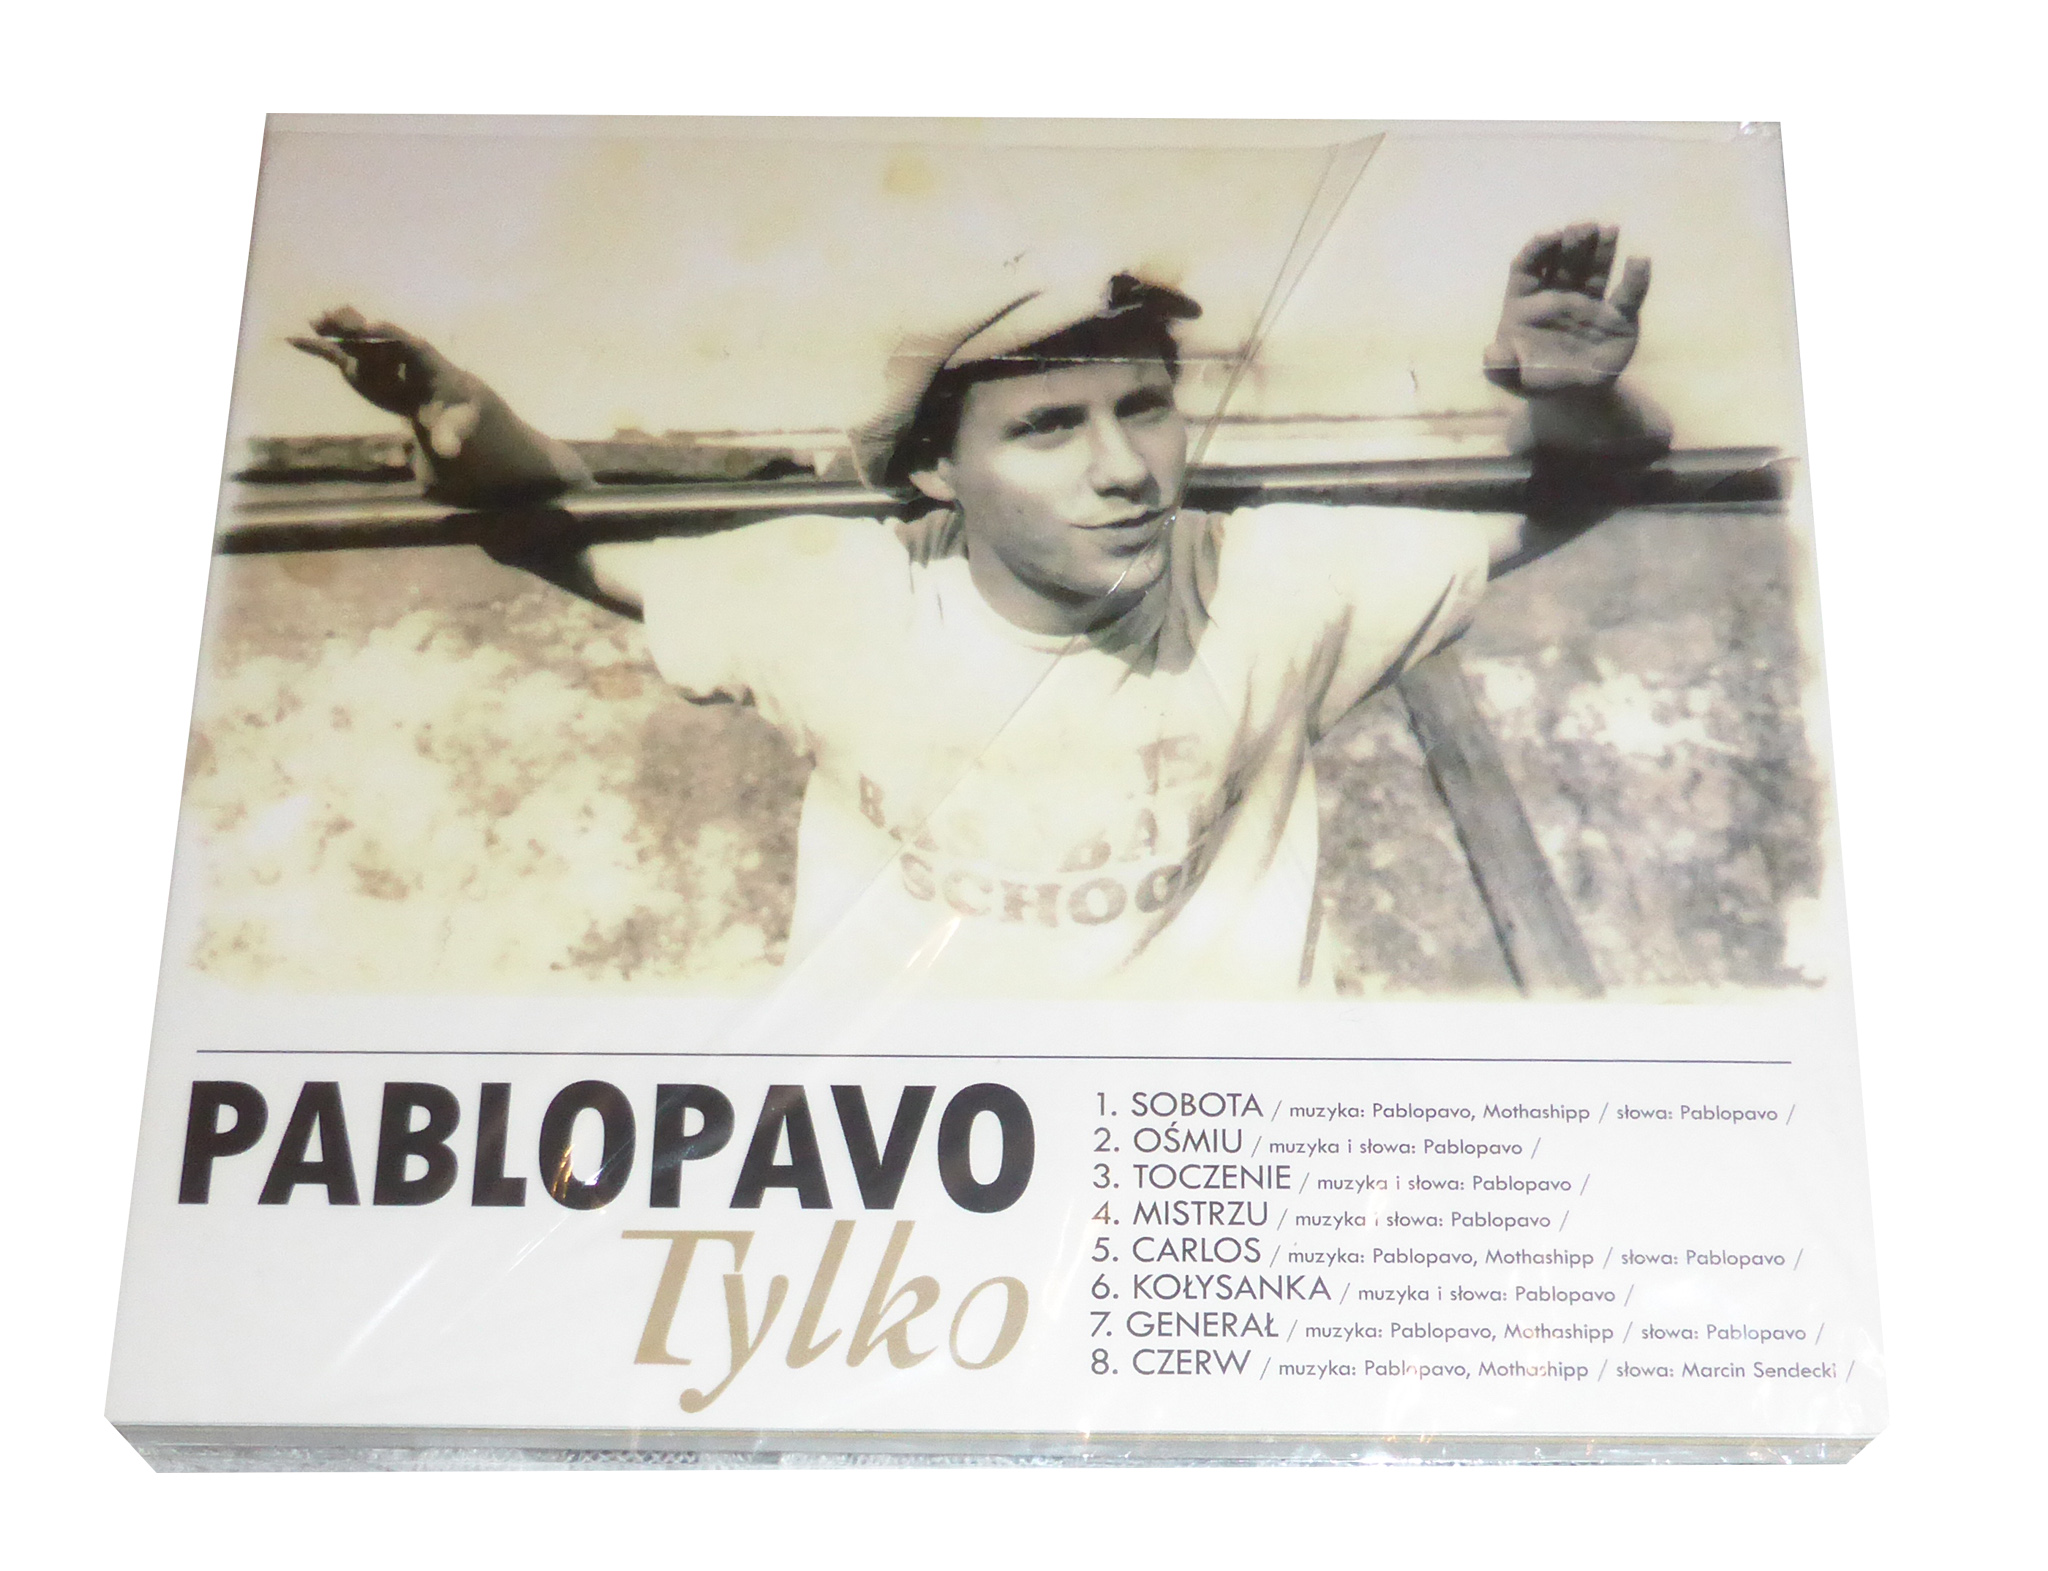 SCHOOL
PABLOPAVO
Tylko
1. SOBOTA / muzyka: Pablopavo, Mothashipp / słowa: Pablopavo /
2. OŚMIU / muzyka i słowa: Pablopavo /
3. TOCZENIE / muzyka i słowa: Pablopavo /
4. MISTRZU / muzyka i słowa: Pablopavo /
5. CARLOS / muzyka: Pablopavo, Mothashipp / słowa: Pablopavo /
6. KOŁYSANKA / muzyka i słowa: Pablopavo /
7. GENERAŁ / muzyka: Pablopavo, Mothashipp / słowa: Pablopavo /
8. CZERW / muzyka: Pablopavo, Mothashipp / słowa: Marcin Sendecki /